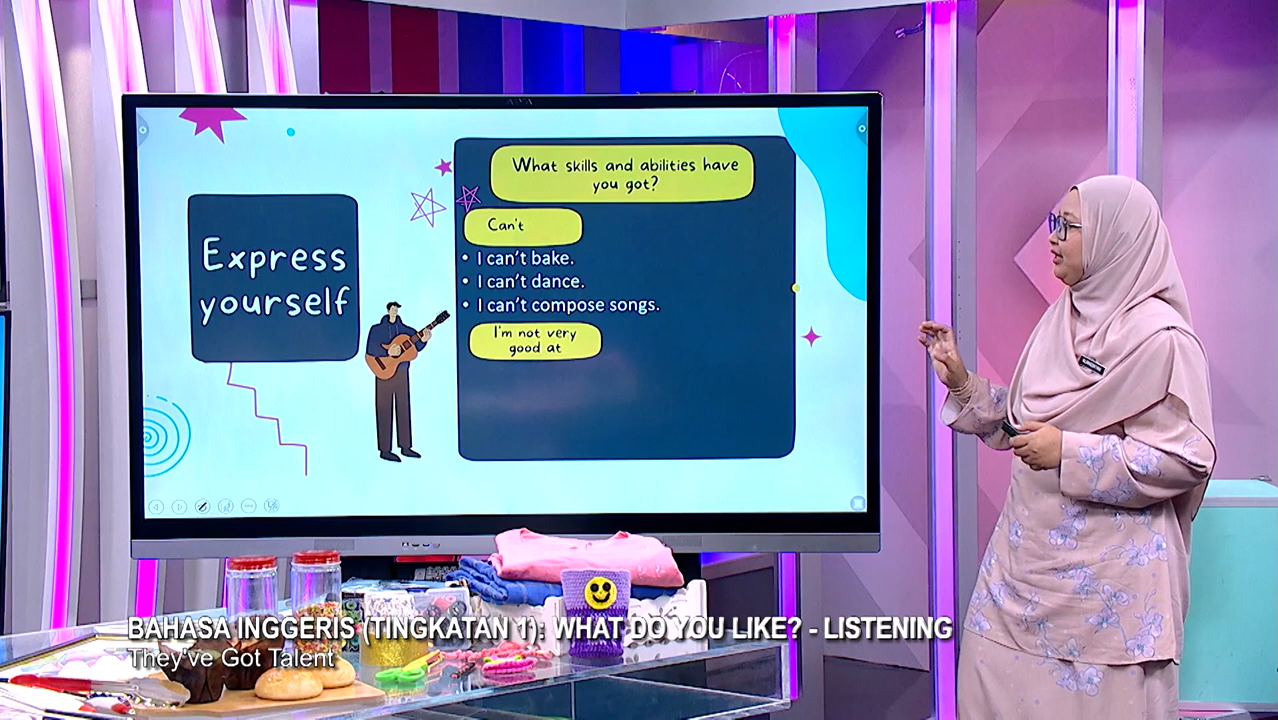 Express
yourself
What skills and abilities have
you got?
Can't
• I can't bake.
• I can't dance.
• I can't compose songs.
I'm not very
good at
BAHASA INGGERIS (TINGKATAN 1): WHAT DO YOU LIKE? - LISTENING
They've Got Talent